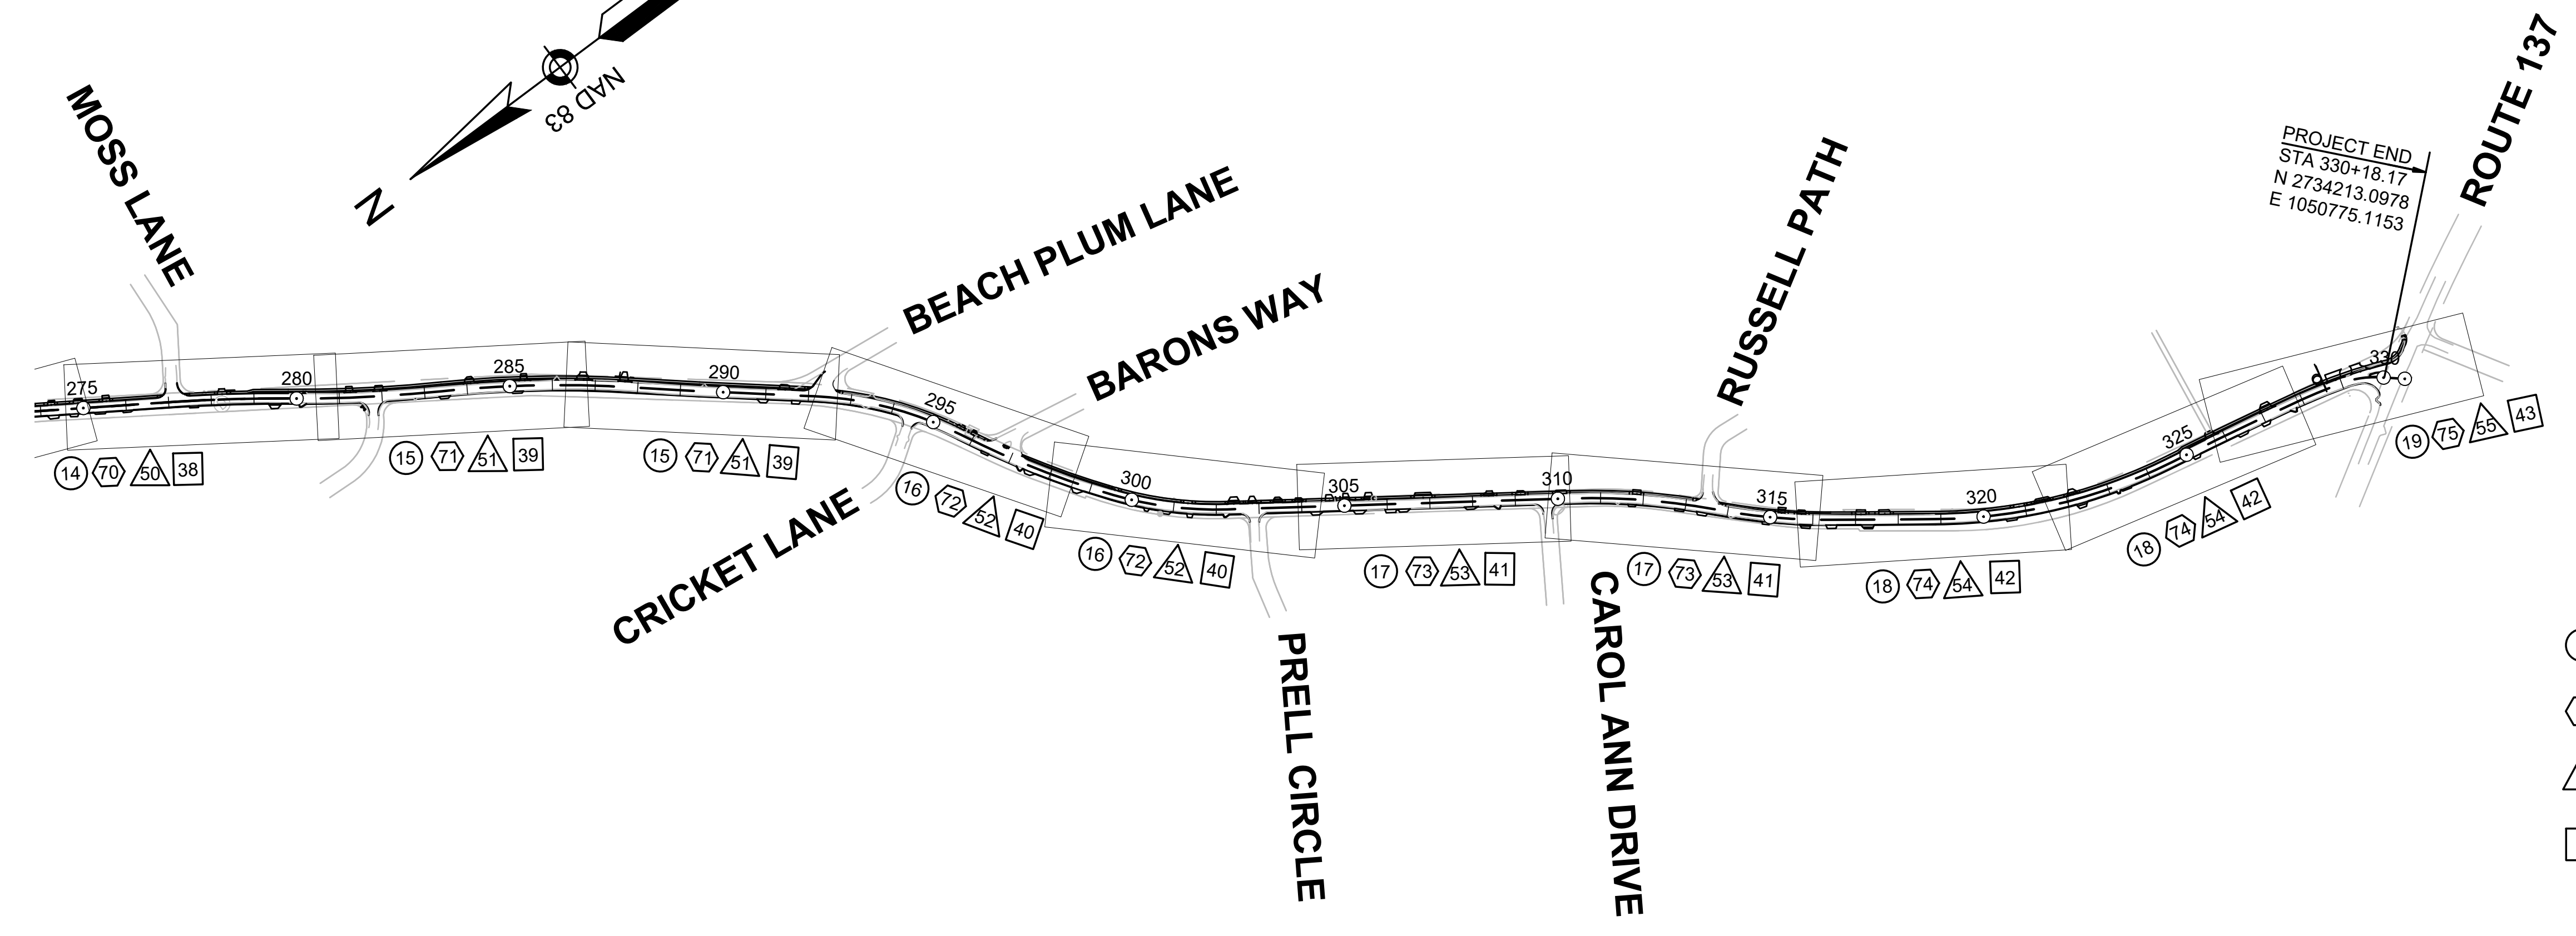 NAD 83
N
MOSS LANE
BEACH PLUM LANE
BARONS WAY
RUSSELL PATH
PROJECT END
STA 330+18.17
N 2734213.0978
E 1050775.1153
ROUTE 137
275
280
285
290
295
300
305
310
315
320
325
330
14 70 50 38
15 71 51 39
15 71 51 39
16 72 52 40
16 72 52 40
17 73 53 41
17 73 53 41
18 74 54 42
18 74 54 42
19 75 55 43
CRICKET LANE
PRELL CIRCLE
CAROL ANN DRIVE